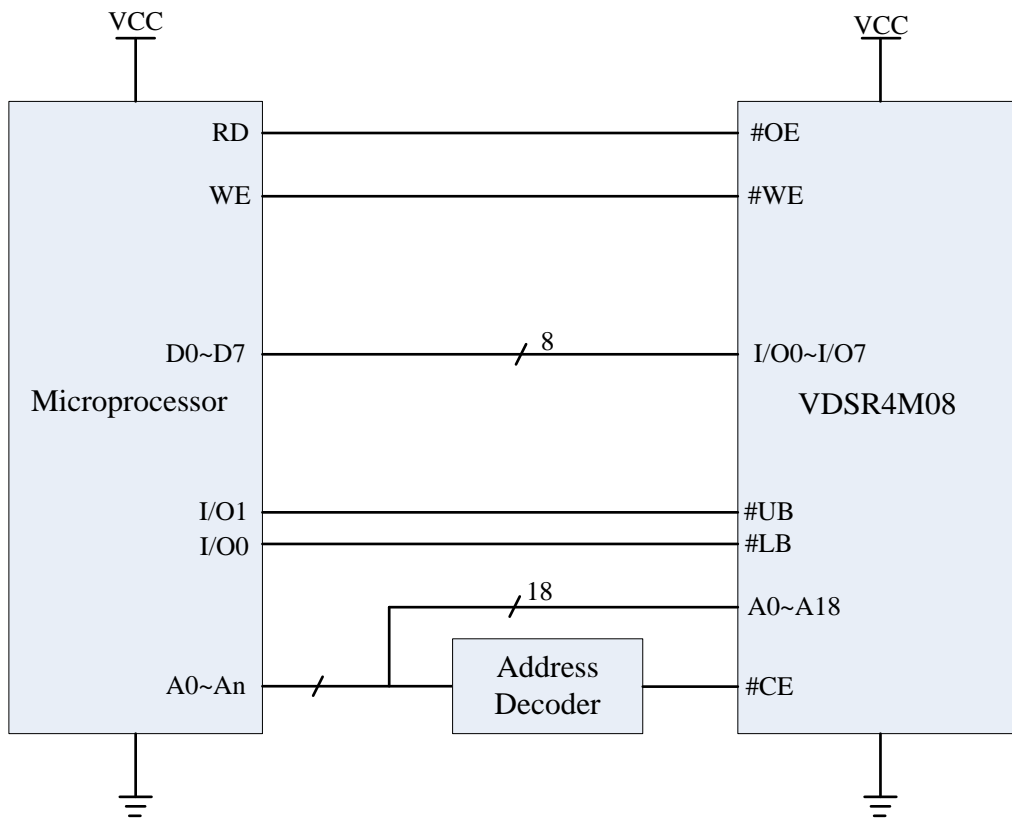 VCC
VCC
RD
#OE
WE
#WE
D0~D7
8
I/O0~I/O7
Microprocessor
VDSR4M08
I/O1
#UB
I/O0
#LB
18
A0~A18
A0~An
Address
Decoder
#CE